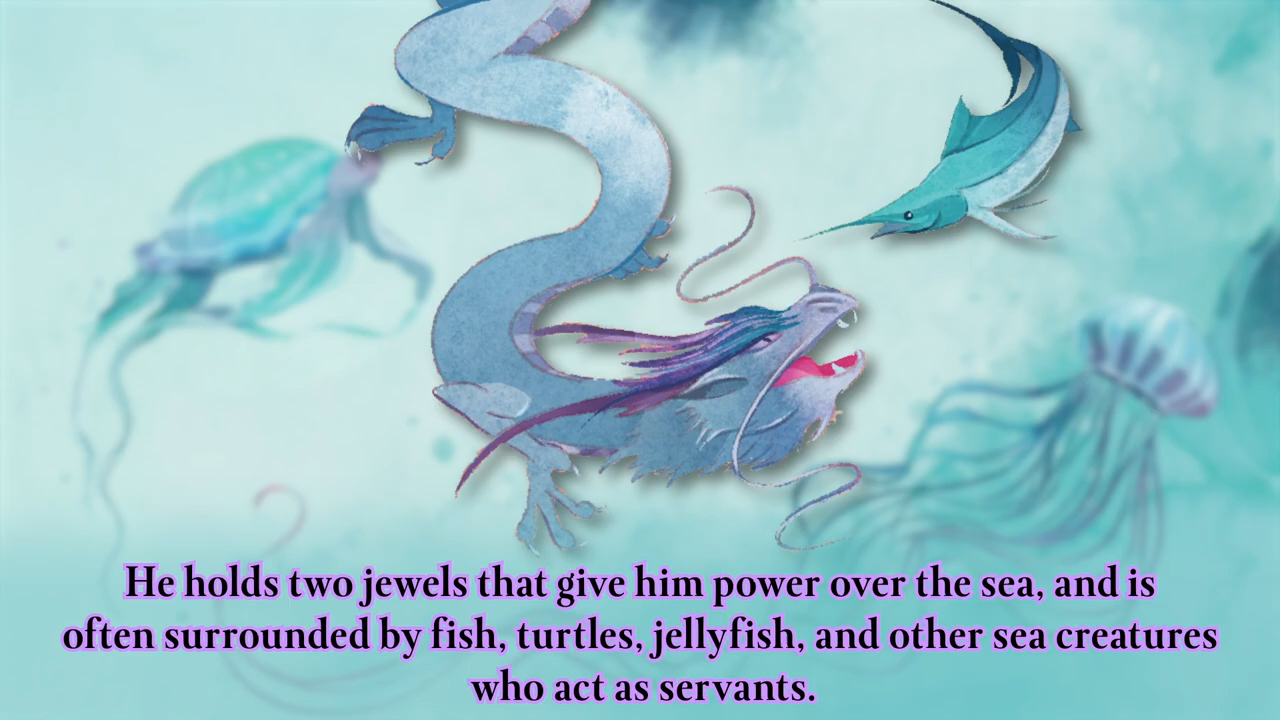 He holds two jewels that give him power over the sea, and is
often surrounded by fish, turtles, jellyfish, and other sea creatures
who act as servants.